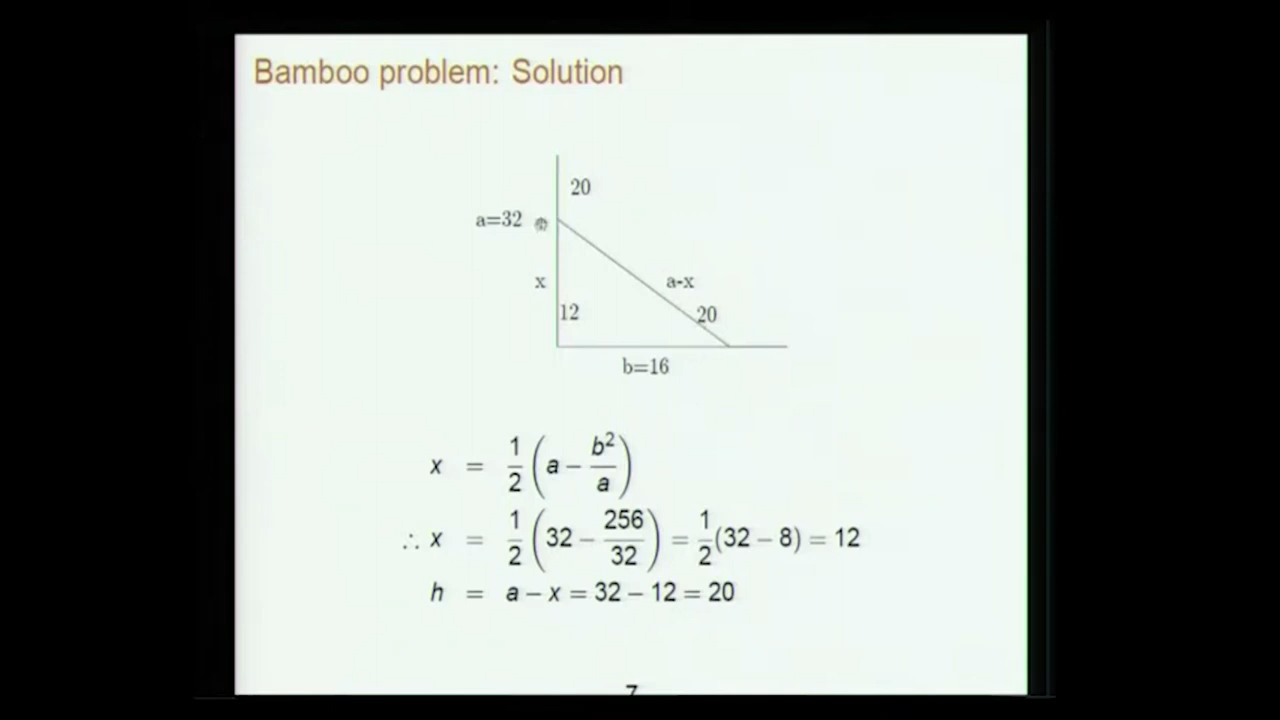 Bamboo problem: Solution
20
a=32
x
a-x
12
20
b=16
x = 1/2 (a − b²/a)
∴ x = 1/2 (32 − 256/32) = 1/2 (32 − 8) = 12
h = a − x = 32 − 12 = 20
7